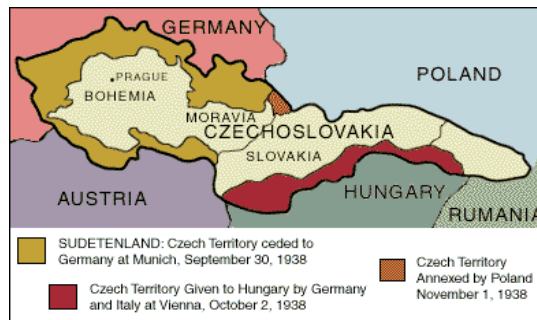 GERMANY
POLAND
PRAGUE
BOHEMIA
MORAVIA
CZECHOSLOVAKIA
SLOVAKIA
AUSTRIA
HUNGARY
RUMANIA
SUDETENLAND: Czech Territory ceded to
Germany at Munich, September 30, 1938
Czech Territory
Annexed by Poland
November 1, 1938
Czech Territory Given to Hungary by Germany
and Italy at Vienna, October 2, 1938